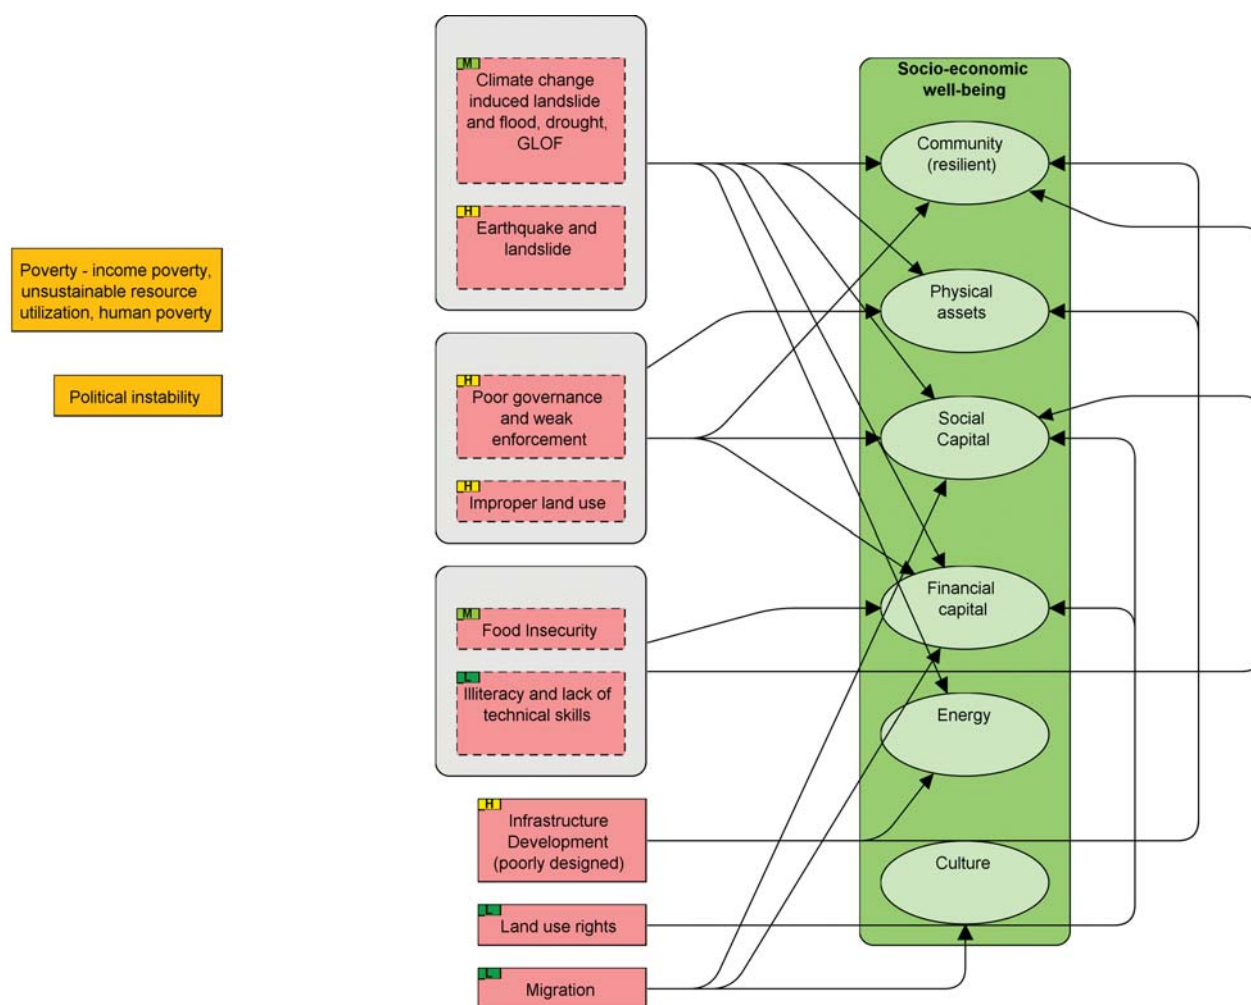 Poverty - income poverty,
unsustainable resource
utilization, human poverty
Political instability
M
Climate change
induced landslide
and flood, drought,
GLOF
H
Earthquake and
landslide
H
Poor governance
and weak
enforcement
H
Improper land use
M
Food Insecurity
L
Illiteracy and lack of
technical skills
H
Infrastructure
Development
(poorly designed)
L
Land use rights
L
Migration
Socio-economic
well-being
Community
(resilient)
Physical
assets
Social
Capital
Financial
capital
Energy
Culture